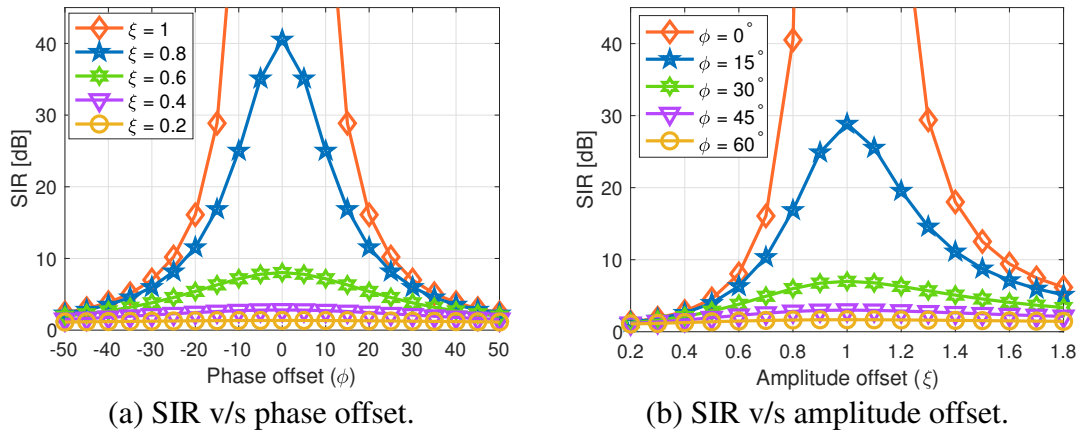 SIR [dB]
40
30
20
10
0
ξ = 1
ξ = 0.8
ξ = 0.6
ξ = 0.4
ξ = 0.2
-50 -40 -30 -20 -10 0 10 20 30 40 50
Phase offset (ϕ)
(a) SIR v/s phase offset.
SIR [dB]
40
30
20
10
0
ϕ = 0°
ϕ = 15°
ϕ = 30°
ϕ = 45°
ϕ = 60°
0.2 0.4 0.6 0.8 1 1.2 1.4 1.6 1.8
Amplitude offset (ξ)
(b) SIR v/s amplitude offset.